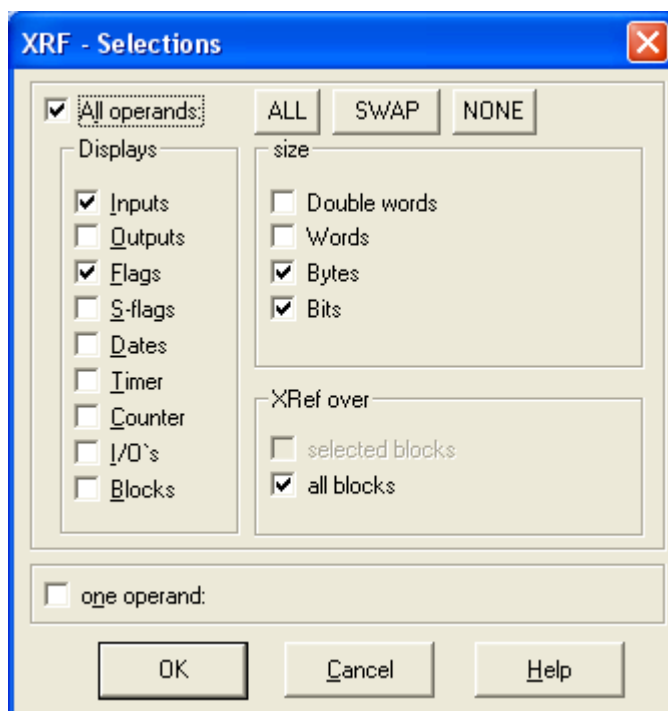 XRF - Selections
All operands:
ALL
SWAP
NONE
Displays
Inputs
Outputs
Flags
S-flags
Dates
Timer
Counter
I/O`s
Blocks
size
Double words
Words
Bytes
Bits
XRef over
selected blocks
all blocks
one operand:
OK
Cancel
Help